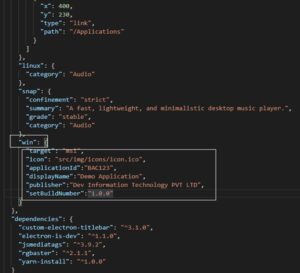 "x": 400,
"y": 230,
"type": "link",
"path": "/Applications"
}
]
},
"linux": {
"category": "Audio"
},
"snap": {
"confinement": "strict",
"summary": "A fast, lightweight, and minimalistic desktop music player.",
"grade": "stable",
"category": "Audio"
},
"win": {
"target": "msi",
"icon": "src/img/icons/icon.ico",
"applicationId":"BAC123",
"displayName":"Demo Application",
"publisher":"Dev Information Technology PVT LTD",
"setBuildNumber":"1.0.0"
}
},
"dependencies": {
"custom-electron-titlebar": "^3.1.0",
"electron-is-dev": "^1.1.0",
"jsmediatags": "^3.9.2",
"rgbaster": "^2.1.1",
"yarn-install": "^1.0.0"